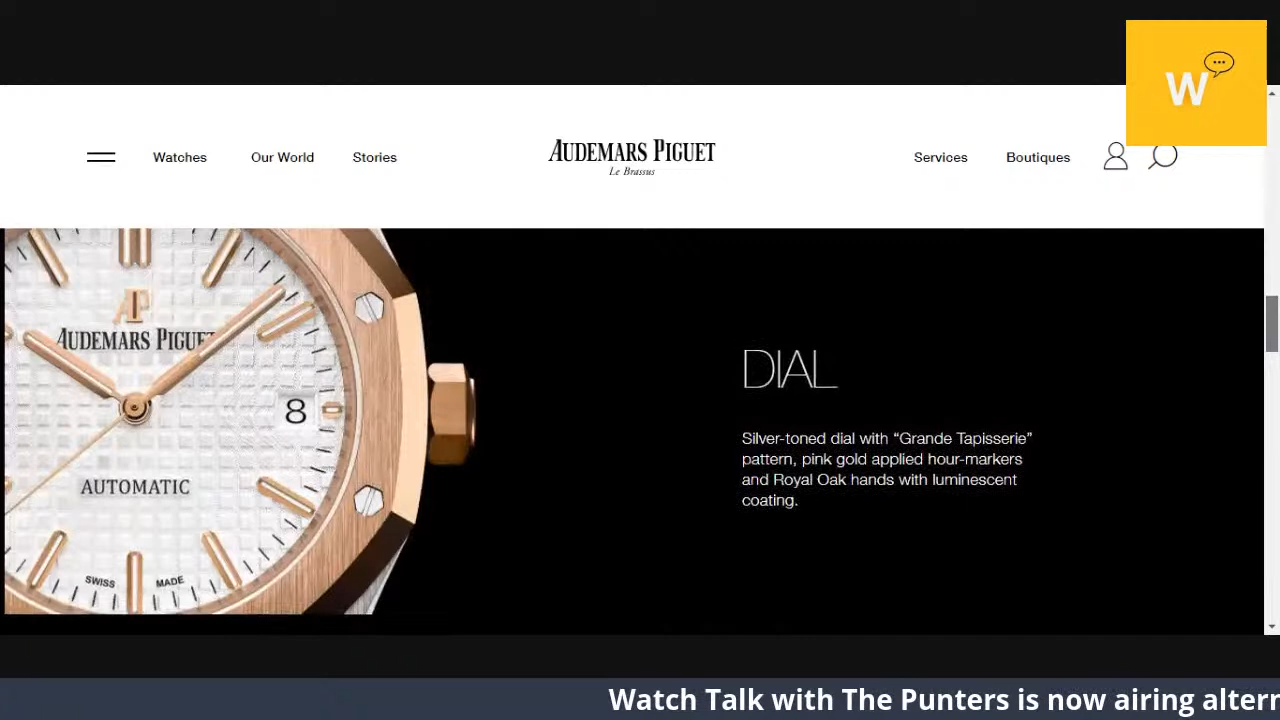 W
Watches Our World Stories AUDEMARS PIGUET Services Boutiques
Le Brassus
AP
AUDEMARS PIGUET
8
AUTOMATIC
SWISS MADE
DIAL
Silver-toned dial with “Grande Tapisserie”
pattern, pink gold applied hour-markers
and Royal Oak hands with luminescent
coating.
Watch Talk with The Punters is now airing altern